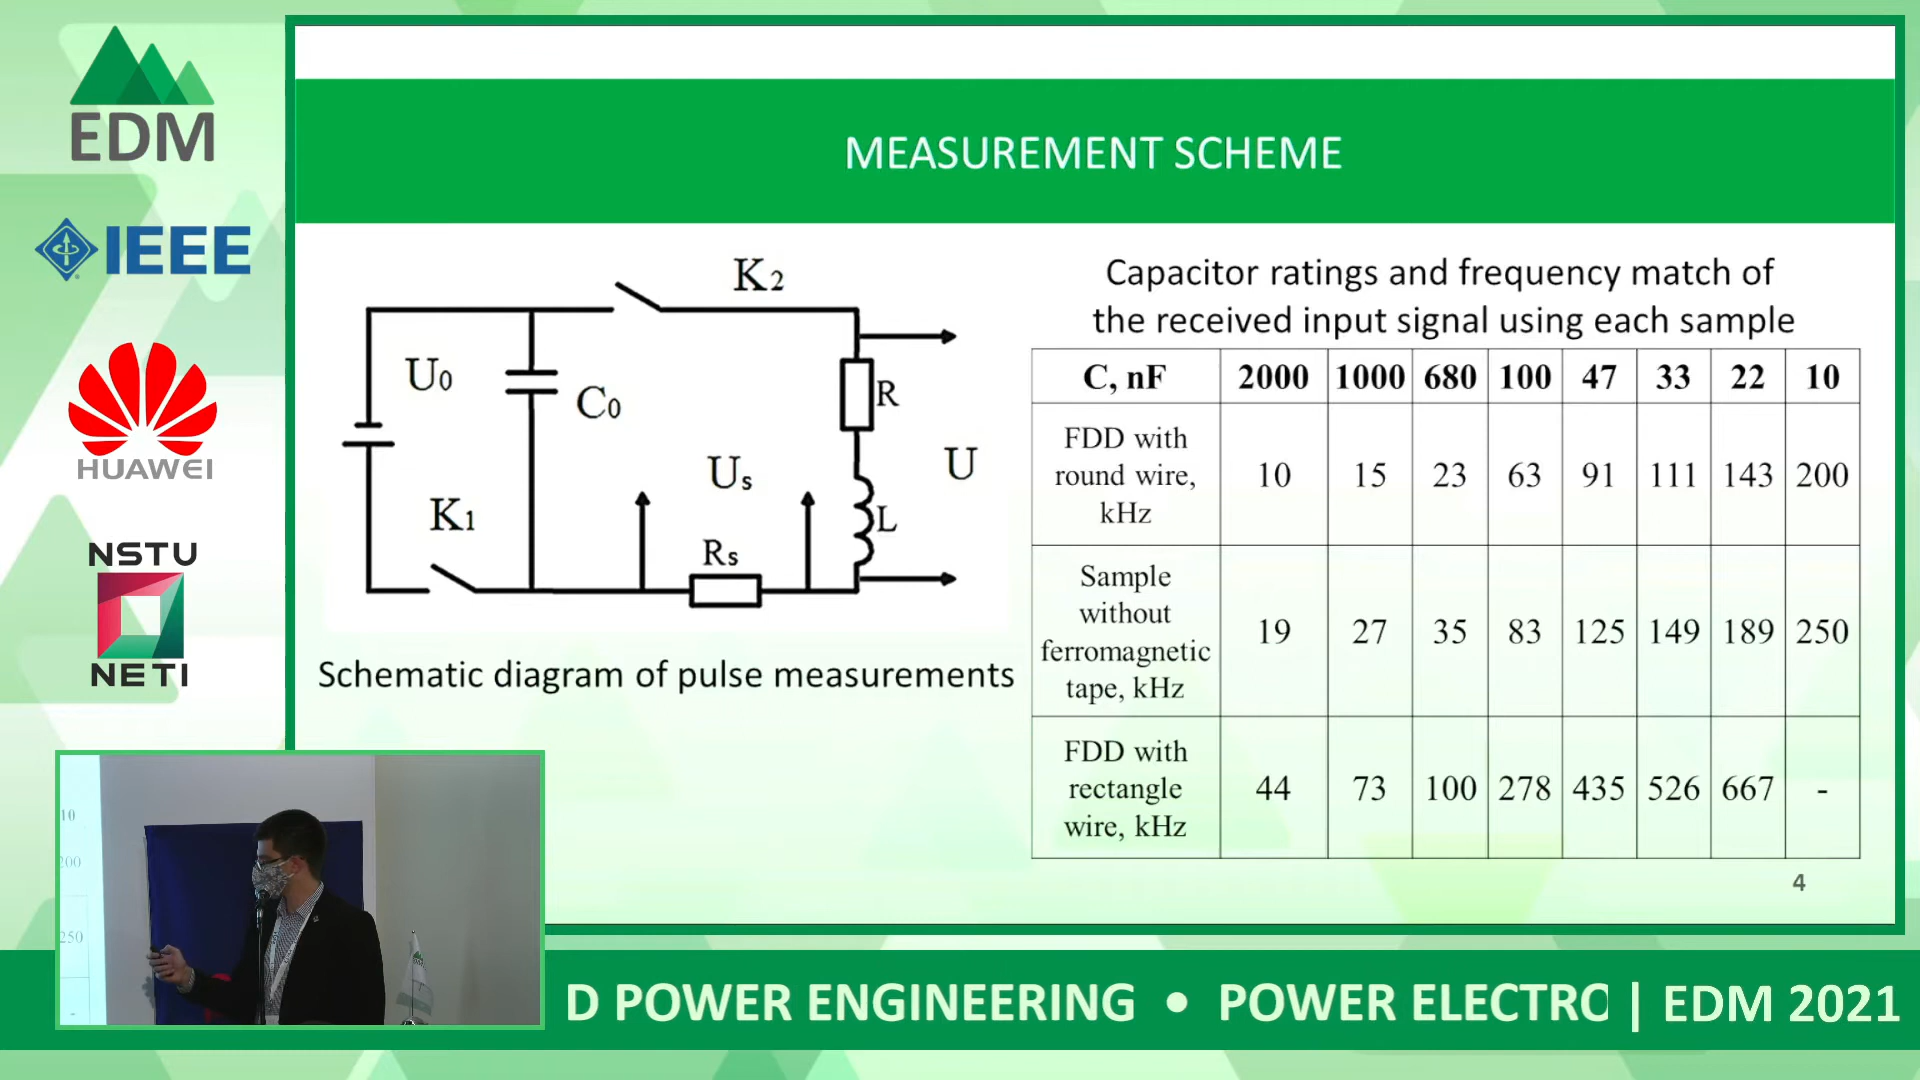 EDM
IEEE
HUAWEI
NSTU
NETI
MEASUREMENT SCHEME
K2
U0
C0
R
Us
U
K1
L
Rs
Schematic diagram of pulse measurements
Capacitor ratings and frequency match of
the received input signal using each sample
C, nF 2000 1000 680 100 47 33 22 10
FDD with
round wire, 10 15 23 63 91 111 143 200
kHz
Sample
without
ferromagnetic 19 27 35 83 125 149 189 250
tape, kHz
FDD with
rectangle 44 73 100 278 435 526 667 -
wire, kHz
4
10
200
250
-
D POWER ENGINEERING • POWER ELECTRO | EDM 2021